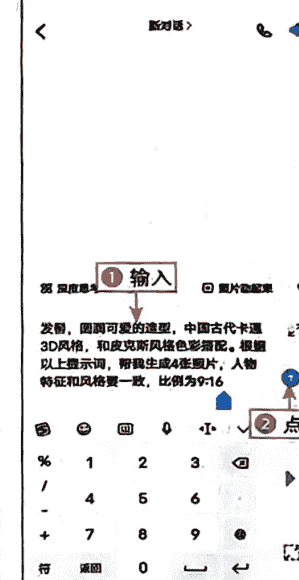 新对话 >
① 输入
深度思考
图片动起来
发髻，圆润可爱的造型，中国古代卡通
3D风格，和皮克斯风格色彩搭配。根据
以上提示词，帮我生成4张照片，人物
特征和风格要一致，比例为9:16
② 点
% 1 2 3
/ 4 5 6
-
+ 7 8 9
符 返回 0